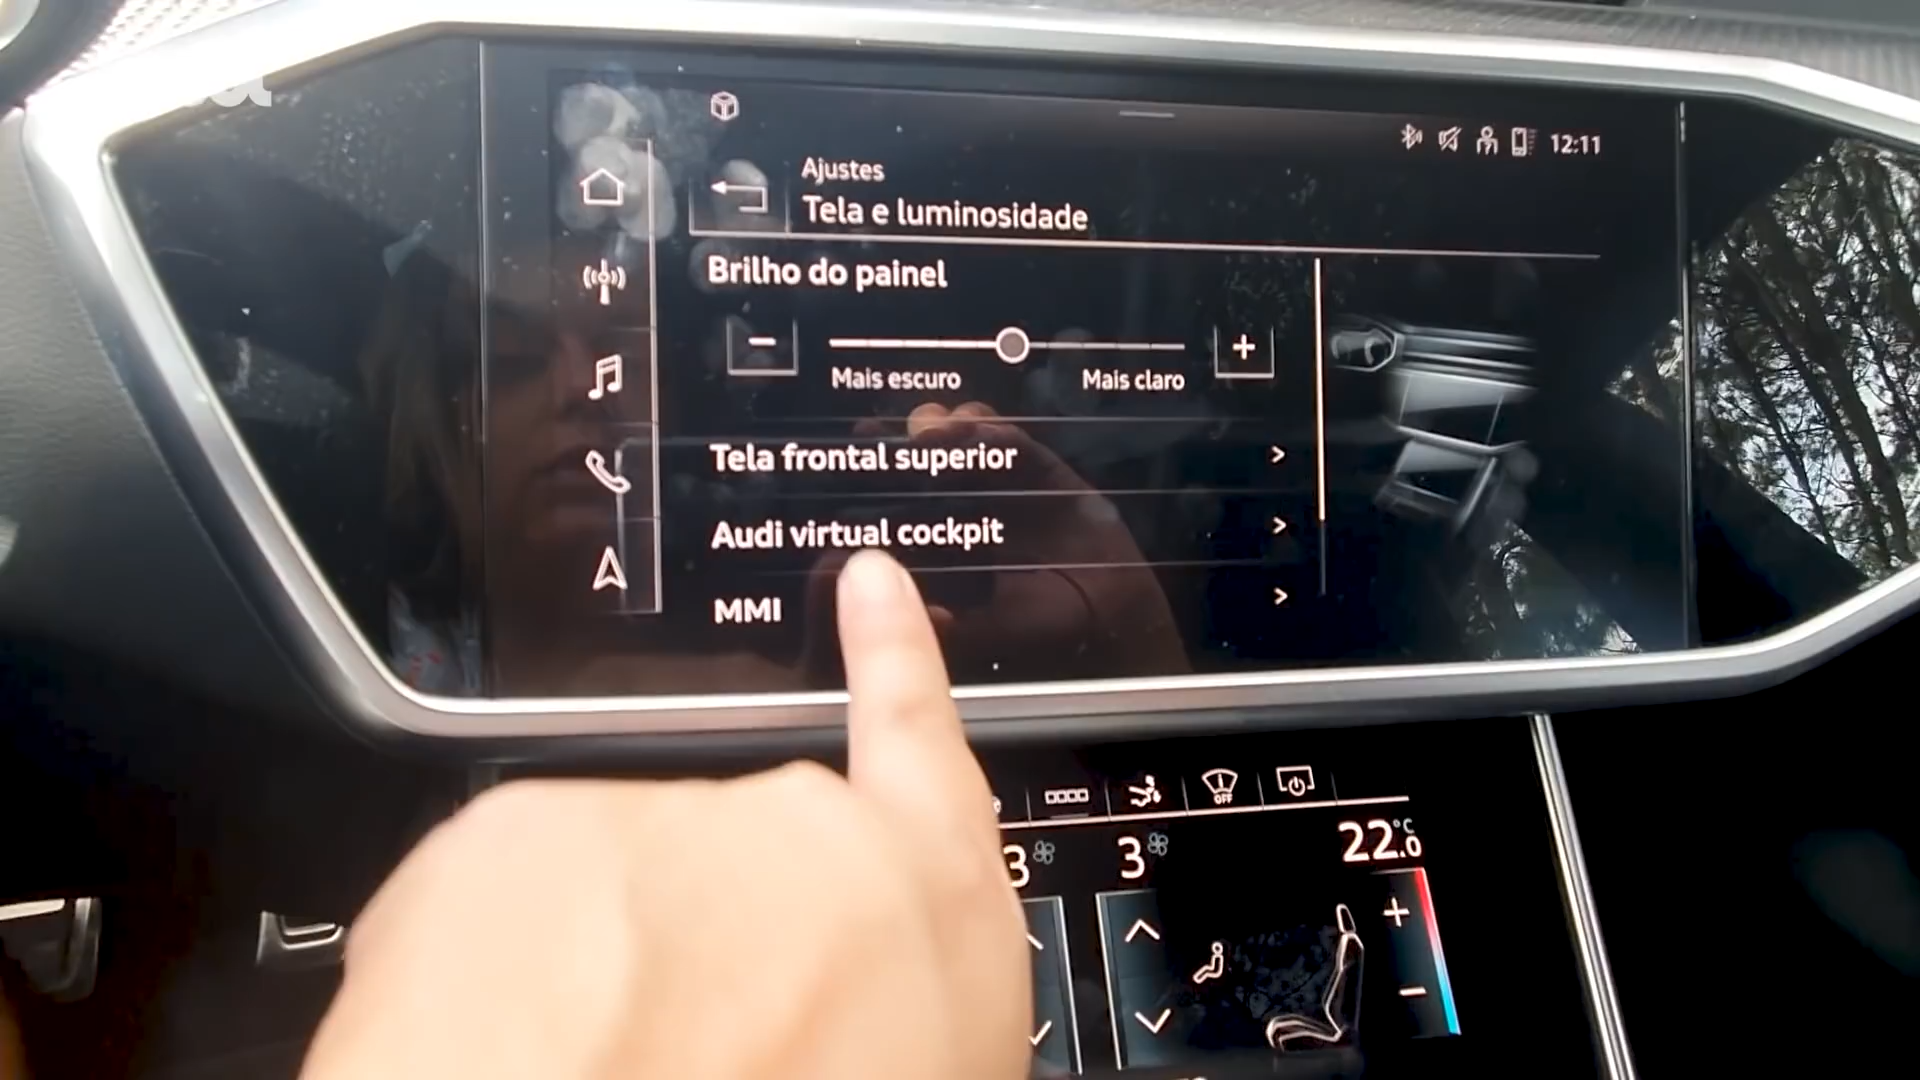 12:11
Ajustes
Tela e luminosidade
Brilho do painel
- +
Mais escuro Mais claro
Tela frontal superior >
Audi virtual cockpit >
MMI >
OFF
3 3 22.0 °C
+
-